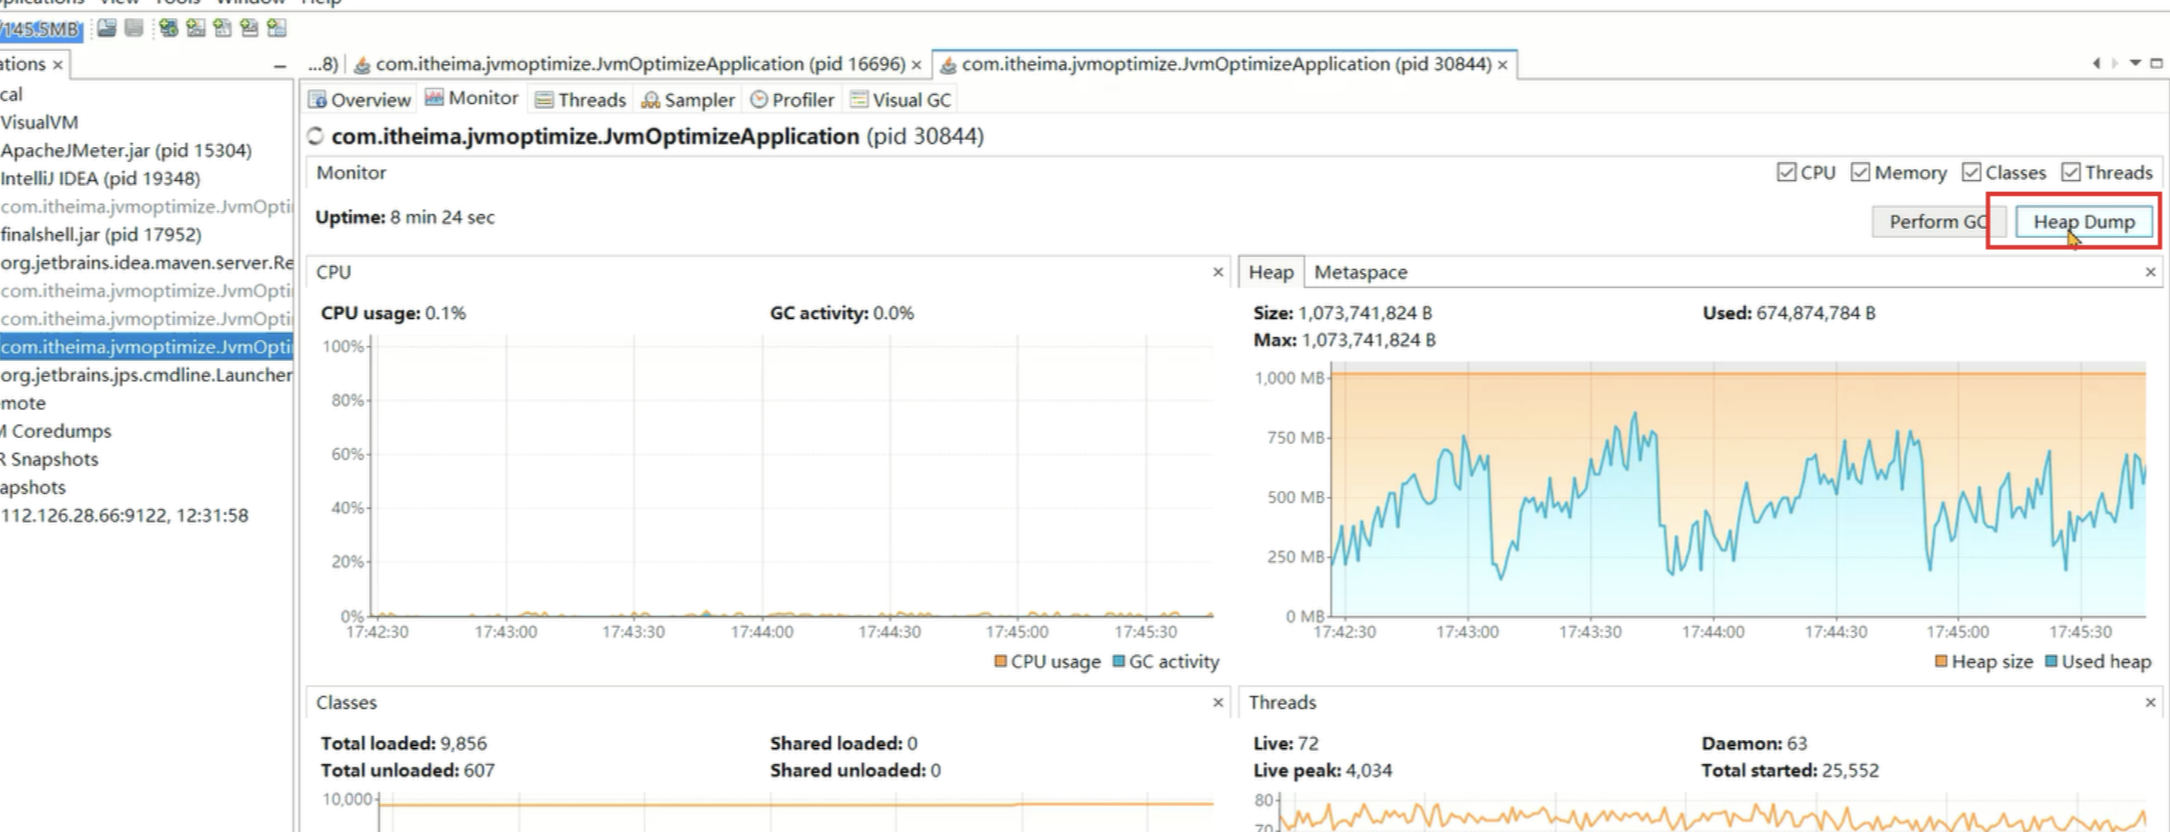 Tools Window Help
/145.5MB
ations ×
...8) com.itheima.jvmoptimize.JvmOptimizeApplication (pid 16696) × com.itheima.jvmoptimize.JvmOptimizeApplication (pid 30844) ×
cal
VisualVM
ApacheJMeter.jar (pid 15304)
IntelliJ IDEA (pid 19348)
com.itheima.jvmoptimize.JvmOpti
finalshell.jar (pid 17952)
org.jetbrains.idea.maven.server.Re
com.itheima.jvmoptimize.JvmOpti
com.itheima.jvmoptimize.JvmOpti
com.itheima.jvmoptimize.JvmOpti
org.jetbrains.jps.cmdline.Launcher
mote
M Coredumps
R Snapshots
apshots
112.126.28.66:9122, 12:31:58
Overview Monitor Threads Sampler Profiler Visual GC
com.itheima.jvmoptimize.JvmOptimizeApplication (pid 30844)
Monitor
CPU Memory Classes Threads
Uptime: 8 min 24 sec
Perform GC Heap Dump
CPU ×
CPU usage: 0.1% GC activity: 0.0%
100%
80%
60%
40%
20%
0%
17:42:30 17:43:00 17:43:30 17:44:00 17:44:30 17:45:00 17:45:30
CPU usage GC activity
Heap Metaspace ×
Size: 1,073,741,824 B Used: 674,874,784 B
Max: 1,073,741,824 B
1,000 MB
750 MB
500 MB
250 MB
0 MB
17:42:30 17:43:00 17:43:30 17:44:00 17:44:30 17:45:00 17:45:30
Heap size Used heap
Classes ×
Total loaded: 9,856 Shared loaded: 0
Total unloaded: 607 Shared unloaded: 0
10,000
Threads ×
Live: 72 Daemon: 63
Live peak: 4,034 Total started: 25,552
80
70